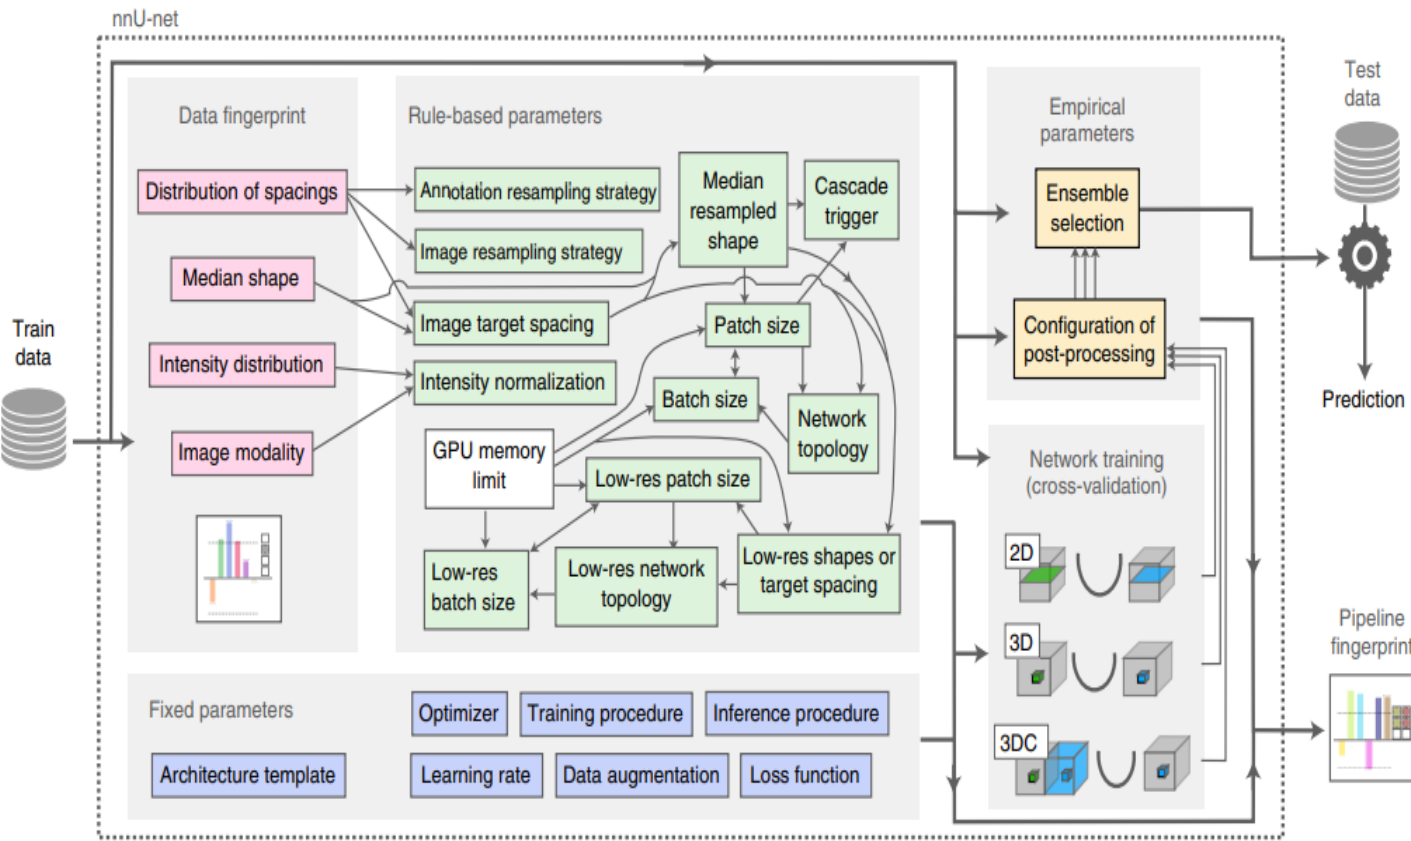 nnU-net
Train
data
Data fingerprint
Distribution of spacings
Median shape
Intensity distribution
Image modality
Rule-based parameters
Annotation resampling strategy
Image resampling strategy
Image target spacing
Intensity normalization
Median
resampled
shape
Cascade
trigger
Patch size
Batch size
Network
topology
GPU memory
limit
Low-res patch size
Low-res
batch size
Low-res network
topology
Low-res shapes or
target spacing
Fixed parameters
Architecture template
Optimizer
Training procedure
Inference procedure
Learning rate
Data augmentation
Loss function
Empirical
parameters
Ensemble
selection
Configuration of
post-processing
Network training
(cross-validation)
2D
3D
3DC
Test
data
Prediction
Pipeline
fingerprint